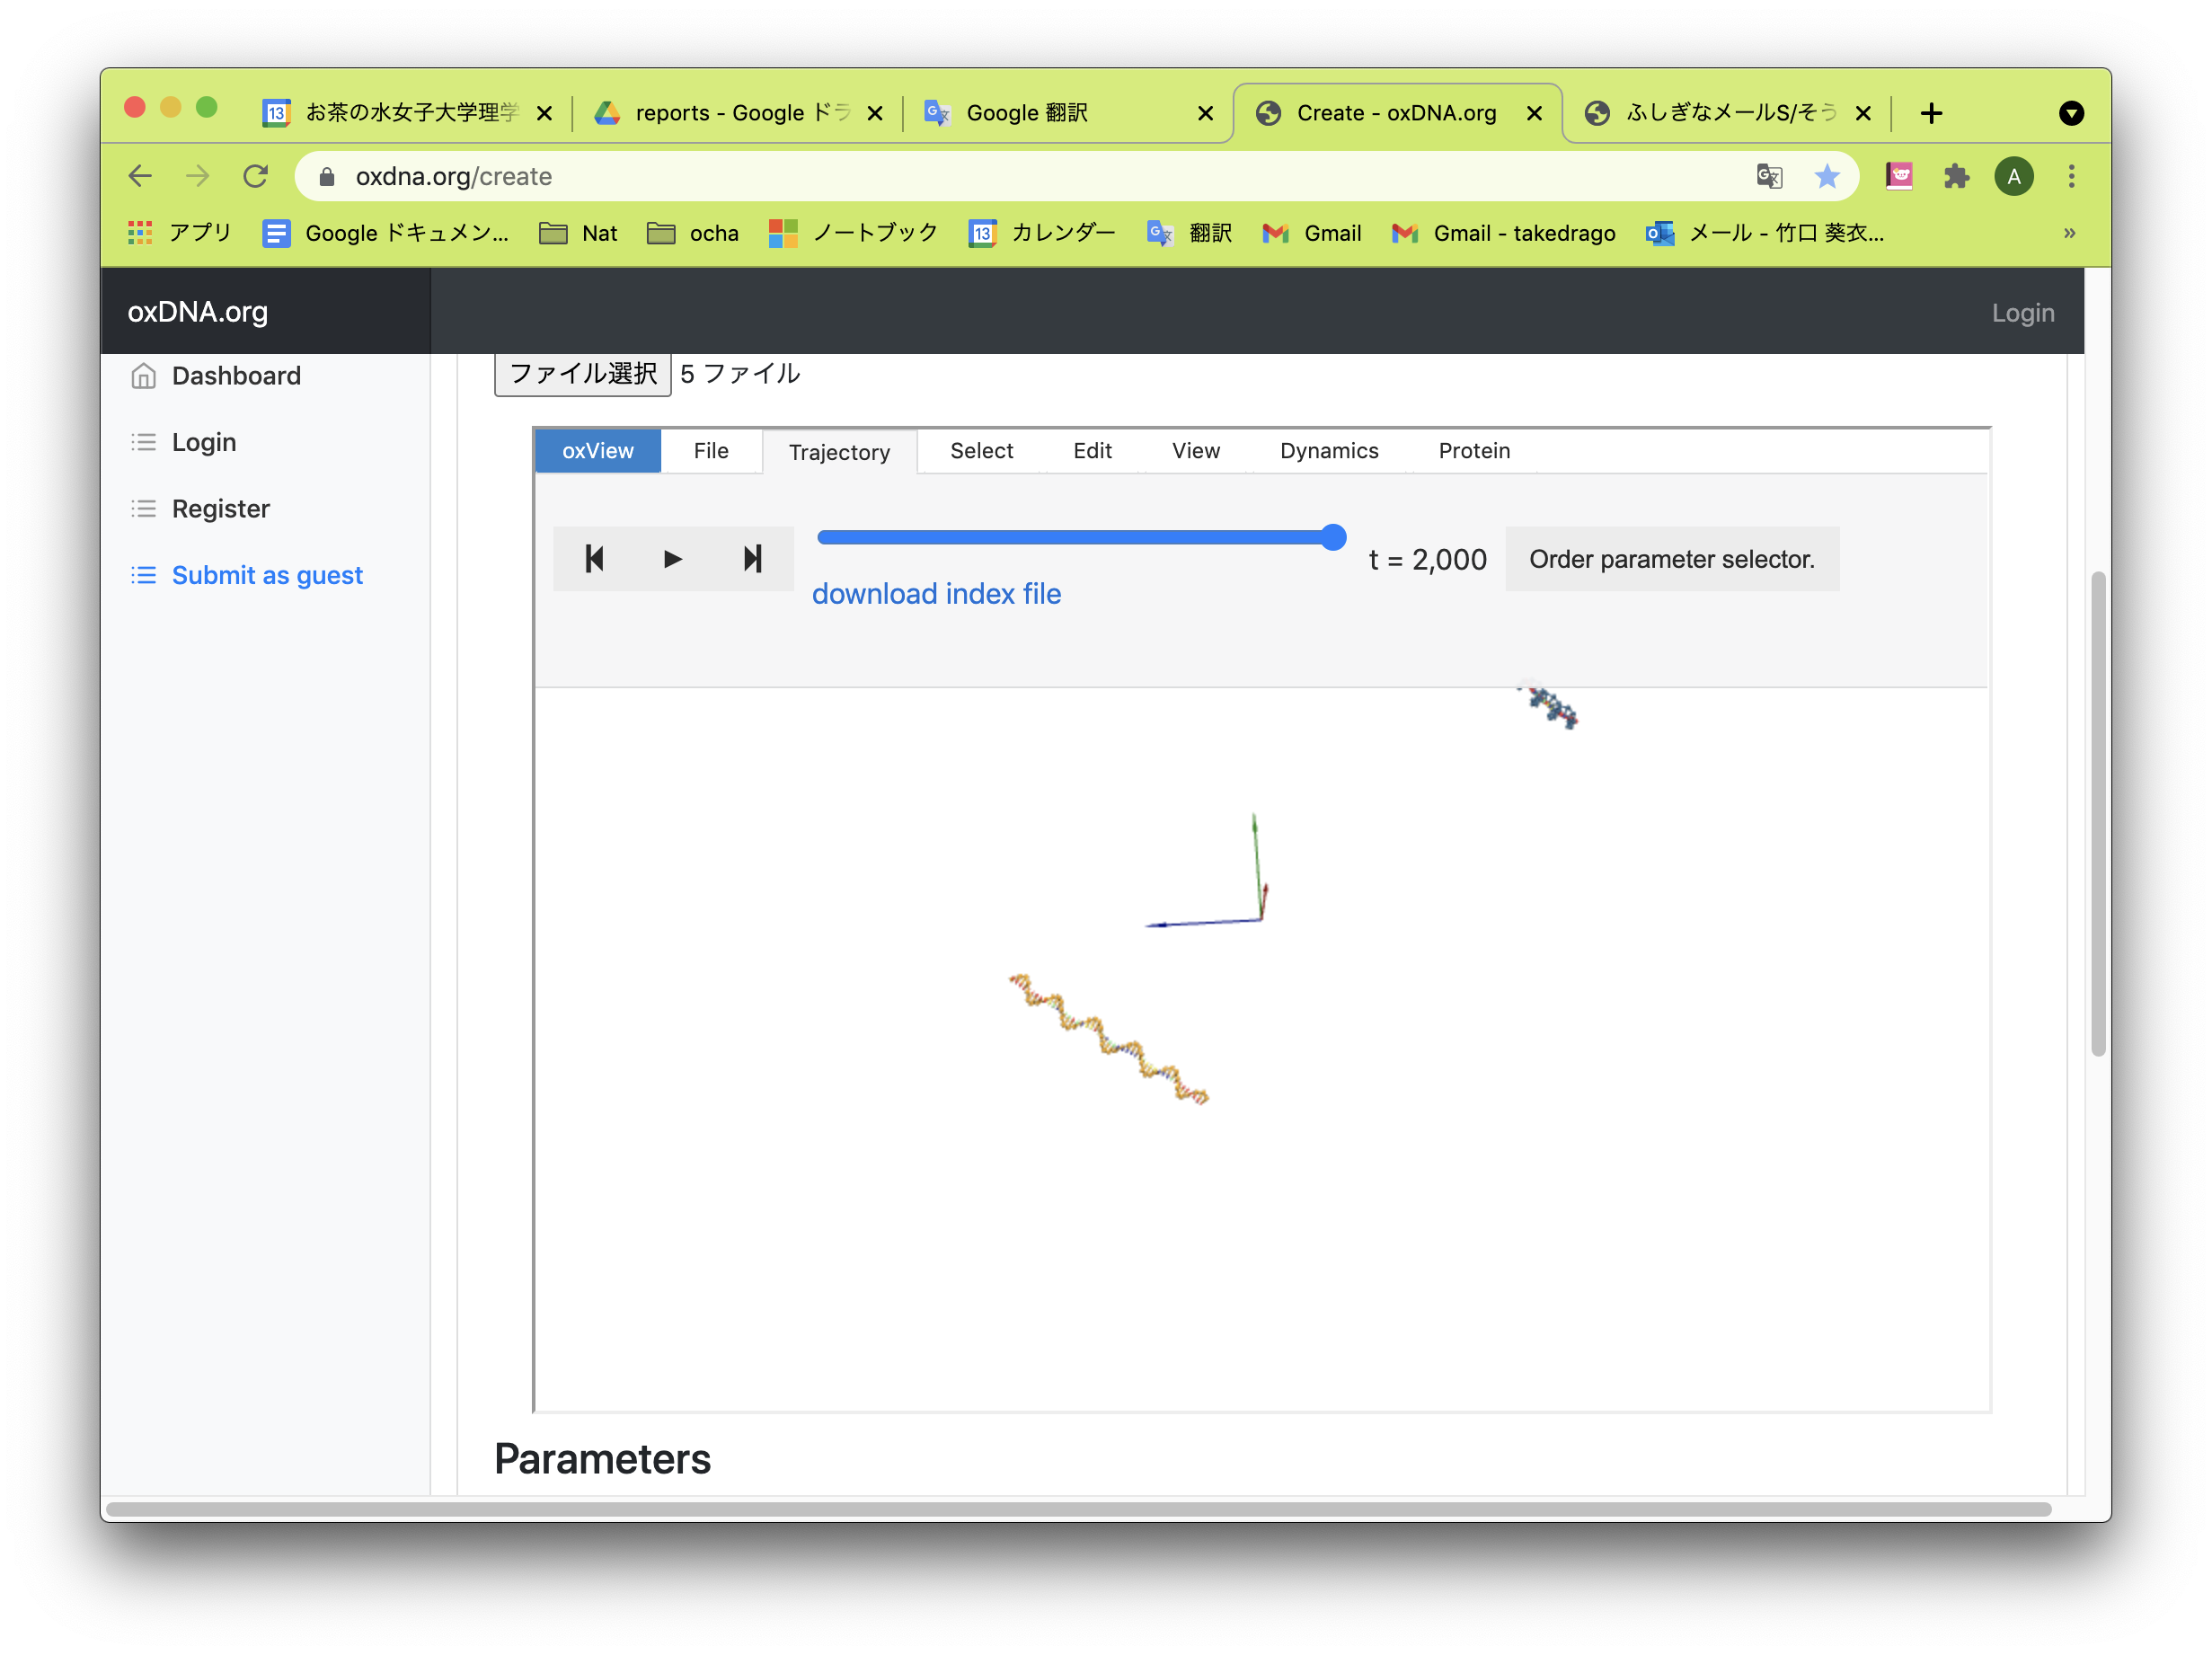 13 お茶の水女子大学理学
reports - Google ドラ
Google 翻訳
Create - oxDNA.org
ふしぎなメールS/そう
oxdna.org/create
A
アプリ
Google ドキュメン...
Nat
ocha
ノートブック
13 カレンダー
翻訳
Gmail
Gmail - takedrago
メール - 竹口 葵衣...
»
oxDNA.org
Login
Dashboard
Login
Register
Submit as guest
ファイル選択 5 ファイル
oxView File Trajectory Select Edit View Dynamics Protein
t = 2,000
Order parameter selector.
download index file
Parameters